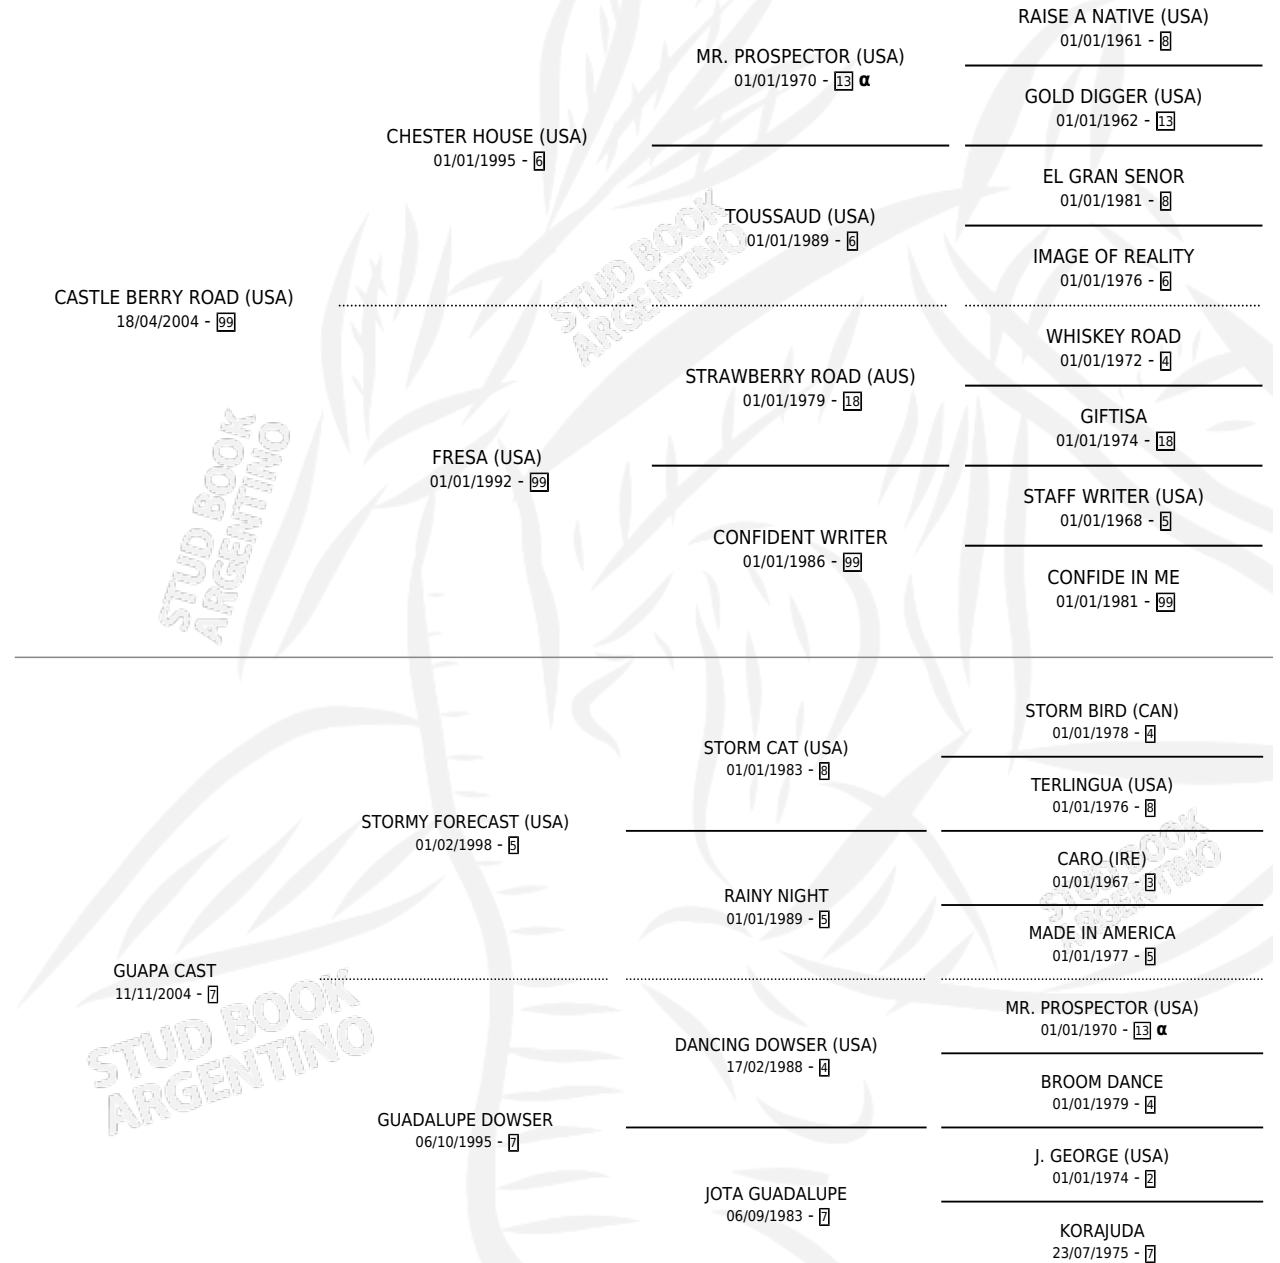 RAISE A NATIVE (USA)
01/01/1961 - 8
MR. PROSPECTOR (USA)
01/01/1970 - 13 α
GOLD DIGGER (USA)
01/01/1962 - 13
CHESTER HOUSE (USA)
01/01/1995 - 6
EL GRAN SENOR
01/01/1981 - 8
TOUSSAUD (USA)
01/01/1989 - 6
IMAGE OF REALITY
01/01/1976 - 6
CASTLE BERRY ROAD (USA)
18/04/2004 - 99
WHISKEY ROAD
01/01/1972 - 4
STRAWBERRY ROAD (AUS)
01/01/1979 - 18
GIFTISA
01/01/1974 - 18
FRESA (USA)
01/01/1992 - 99
STAFF WRITER (USA)
01/01/1968 - 5
CONFIDENT WRITER
01/01/1986 - 99
CONFIDE IN ME
01/01/1981 - 99
STORM BIRD (CAN)
01/01/1978 - 4
STORM CAT (USA)
01/01/1983 - 8
TERLINGUA (USA)
01/01/1976 - 8
STORMY FORECAST (USA)
01/02/1998 - 5
CARO (IRE)
01/01/1967 - 3
RAINY NIGHT
01/01/1989 - 5
MADE IN AMERICA
01/01/1977 - 5
GUAPA CAST
11/11/2004 - 7
MR. PROSPECTOR (USA)
01/01/1970 - 13 α
DANCING DOWSER (USA)
17/02/1988 - 4
BROOM DANCE
01/01/1979 - 4
GUADALUPE DOWSER
06/10/1995 - 7
J. GEORGE (USA)
01/01/1974 - 2
JOTA GUADALUPE
06/09/1983 - 7
KORAJUDA
23/07/1975 - 7
STUD BOOK
ARGENTINO
STUD BOOK
ARGENTINO
STUD BOOK
ARGENTINO
STUD BOOK
ARGENTINO